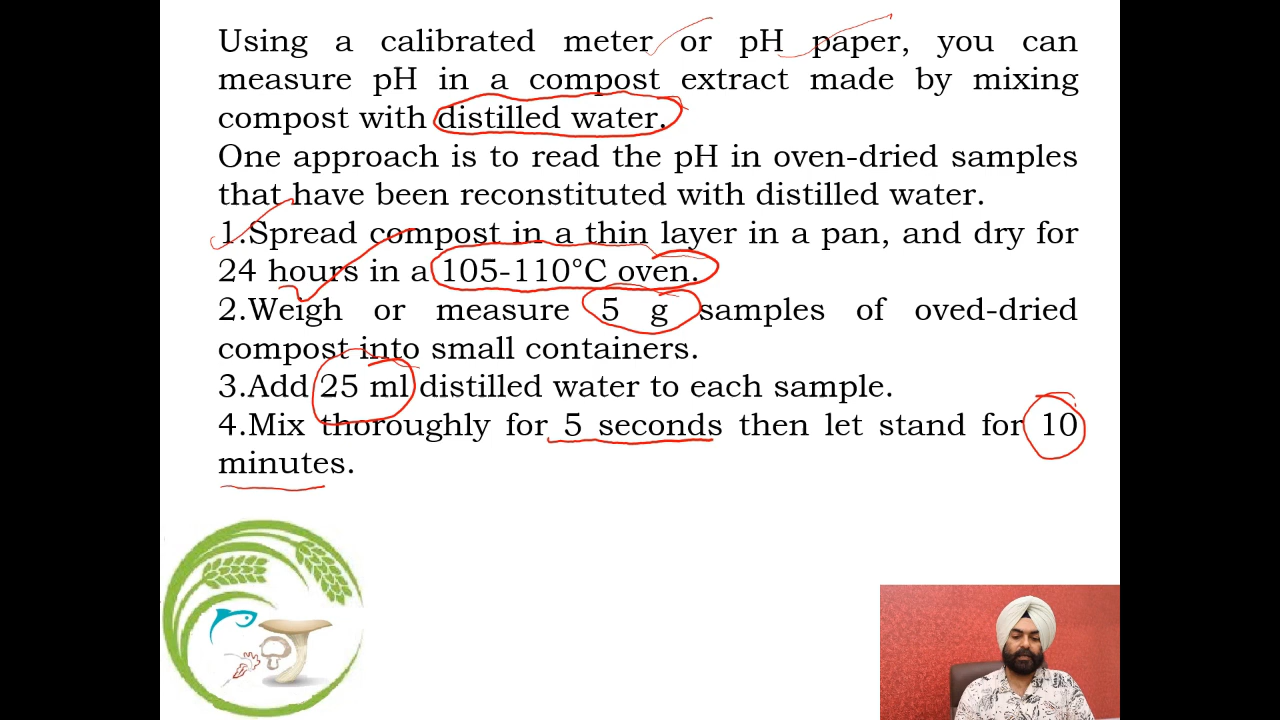 Using a calibrated meter or pH paper, you can
measure pH in a compost extract made by mixing
compost with distilled water.
One approach is to read the pH in oven-dried samples
that have been reconstituted with distilled water.
1.Spread compost in a thin layer in a pan, and dry for
24 hours in a 105-110°C oven.
2.Weigh or measure 5 g samples of oved-dried
compost into small containers.
3.Add 25 ml distilled water to each sample.
4.Mix thoroughly for 5 seconds then let stand for 10
minutes.